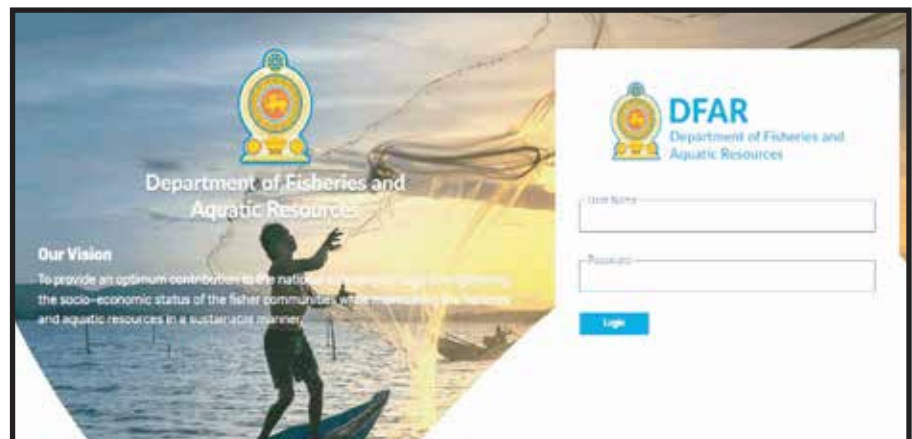 Department of Fisheries and
Aquatic Resources
Our Vision
To provide an optimum contribution to the national
the socio-economic status of the fisher communities while
and aquatic resources in a sustainable manner.
DFAR
Department of Fisheries and
Aquatic Resources
User Name
Password
Login